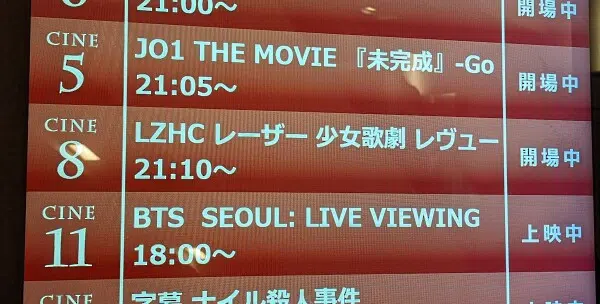 21:00～
開場中
CINE
5
JO1 THE MOVIE 『未完成』-Go
21:05～
開場中
CINE
8
LZHC レーザー 少女歌劇 レヴュー
21:10～
開場中
CINE
11
BTS SEOUL: LIVE VIEWING
18:00～
上映中
CINE
字幕 ナイル殺人事件